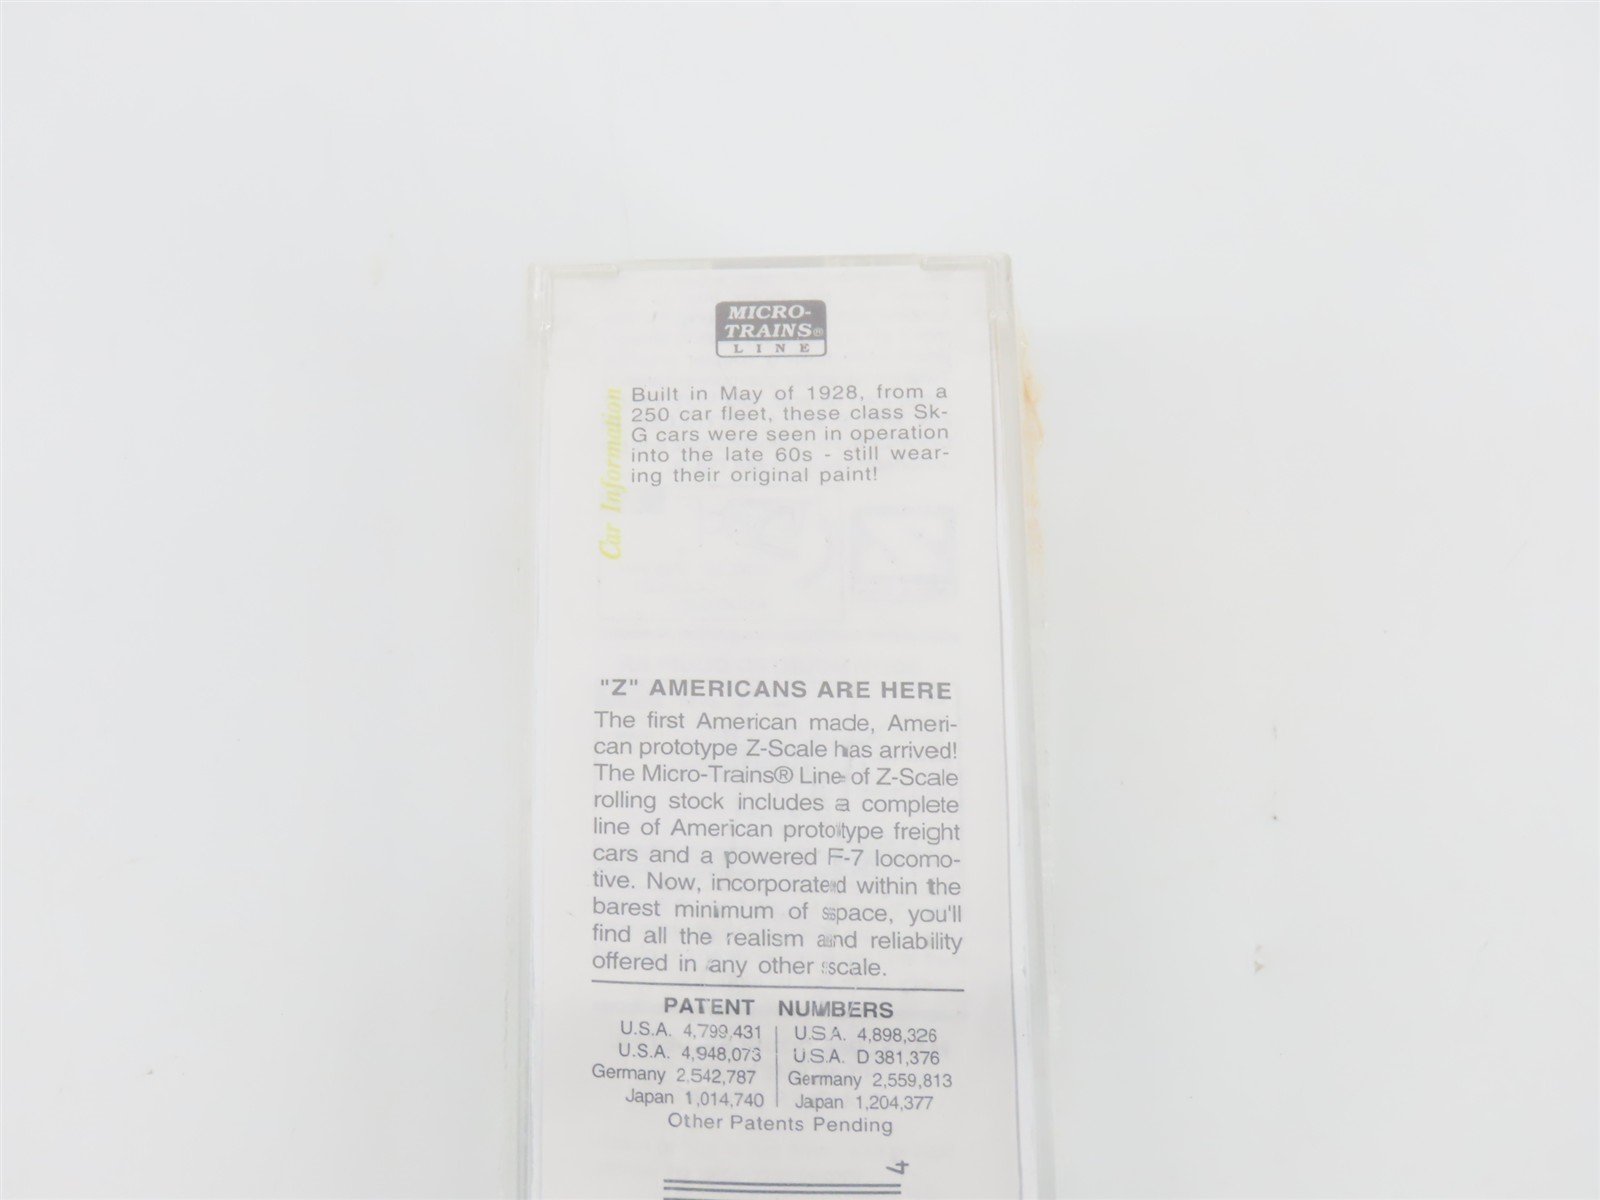 MICRO-
TRAINS®
LINE
Car Information
Built in May of 1928, from a
250 car fleet, these class Sk-
G cars were seen in operation
into the late 60s - still wear-
ing their original paint!
"Z" AMERICANS ARE HERE
The first American made, Ameri-
can prototype Z-Scale has arrived!
The Micro-Trains® Line of Z-Scale
rolling stock includes a complete
line of American prototype freight
cars and a powered F-7 locomo-
tive. Now, incorporated within the
barest minimum of space, you'll
find all the realism and reliability
offered in any other scale.
PATENT NUMBERS
U.S.A. 4,799,431 | U.S.A. 4,898,326
U.S.A. 4,948,073 | U.S.A. D 381,376
Germany 2,542,787 | Germany 2,559,813
Japan 1,014,740 | Japan 1,204,377
Other Patents Pending